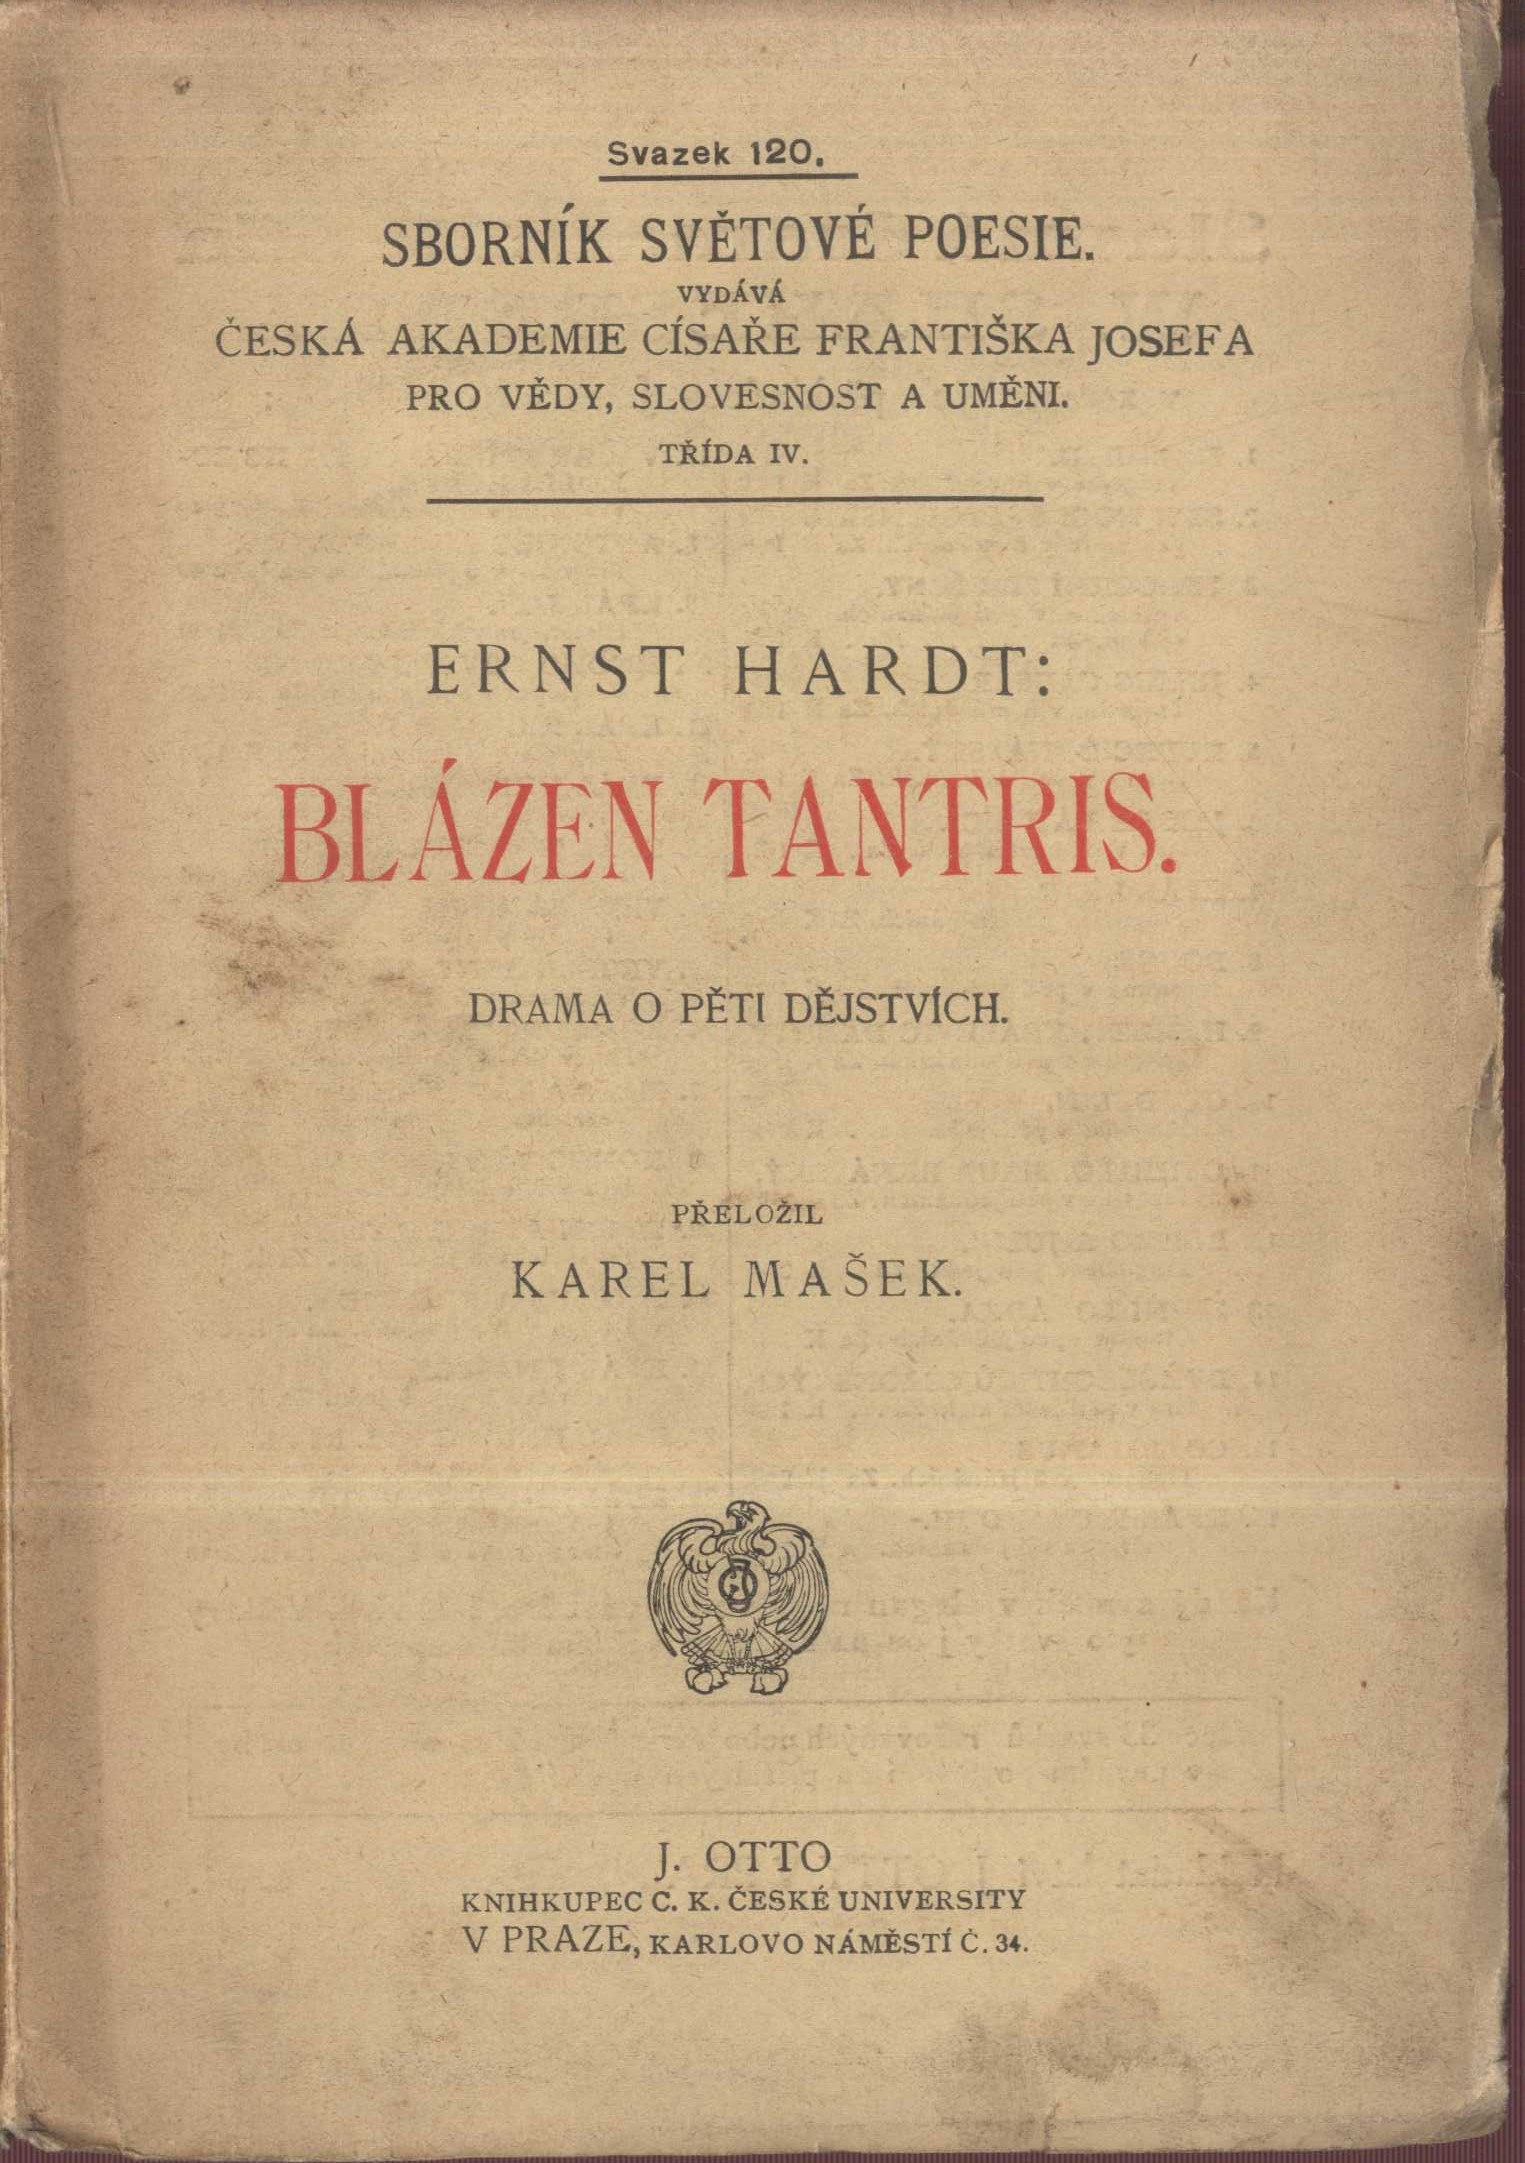 Svazek 120.
SBORNÍK SVĚTOVÉ POESIE.
VYDÁVÁ
ČESKÁ AKADEMIE CÍSAŘE FRANTIŠKA JOSEFA
PRO VĚDY, SLOVESNOST A UMĚNI.
TŘÍDA IV.
ERNST HARDT:
BLÁZEN TANTRIS.
DRAMA O PĚTI DĚJSTVÍCH.
PŘELOŽIL
KAREL MAŠEK.
J. OTTO
KNIHKUPEC C. K. ČESKÉ UNIVERSITY
V PRAZE, KARLOVO NÁMĚSTÍ Č. 34.